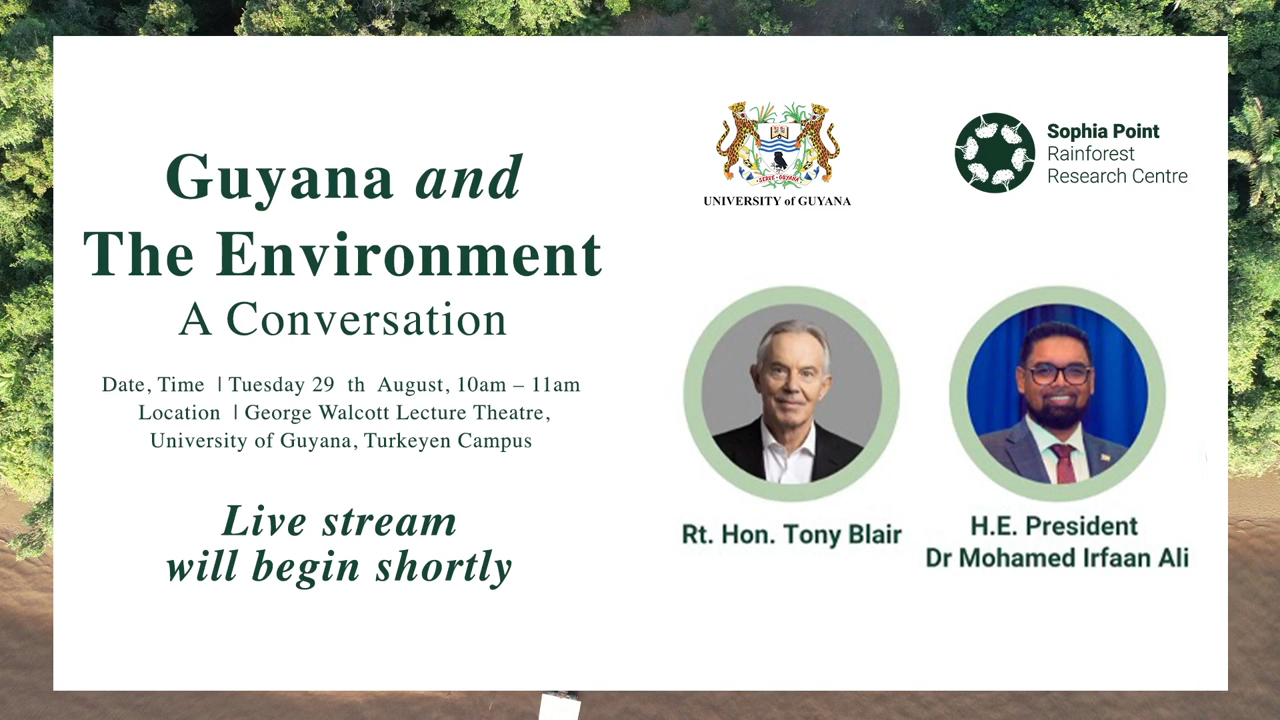 Guyana and
The Environment
A Conversation
Date, Time | Tuesday 29 th August, 10am – 11am
Location | George Walcott Lecture Theatre,
University of Guyana, Turkeyen Campus
Live stream
will begin shortly
SERVE GUYANA
UNIVERSITY of GUYANA
Sophia Point
Rainforest
Research Centre
Rt. Hon. Tony Blair
H.E. President
Dr Mohamed Irfaan Ali